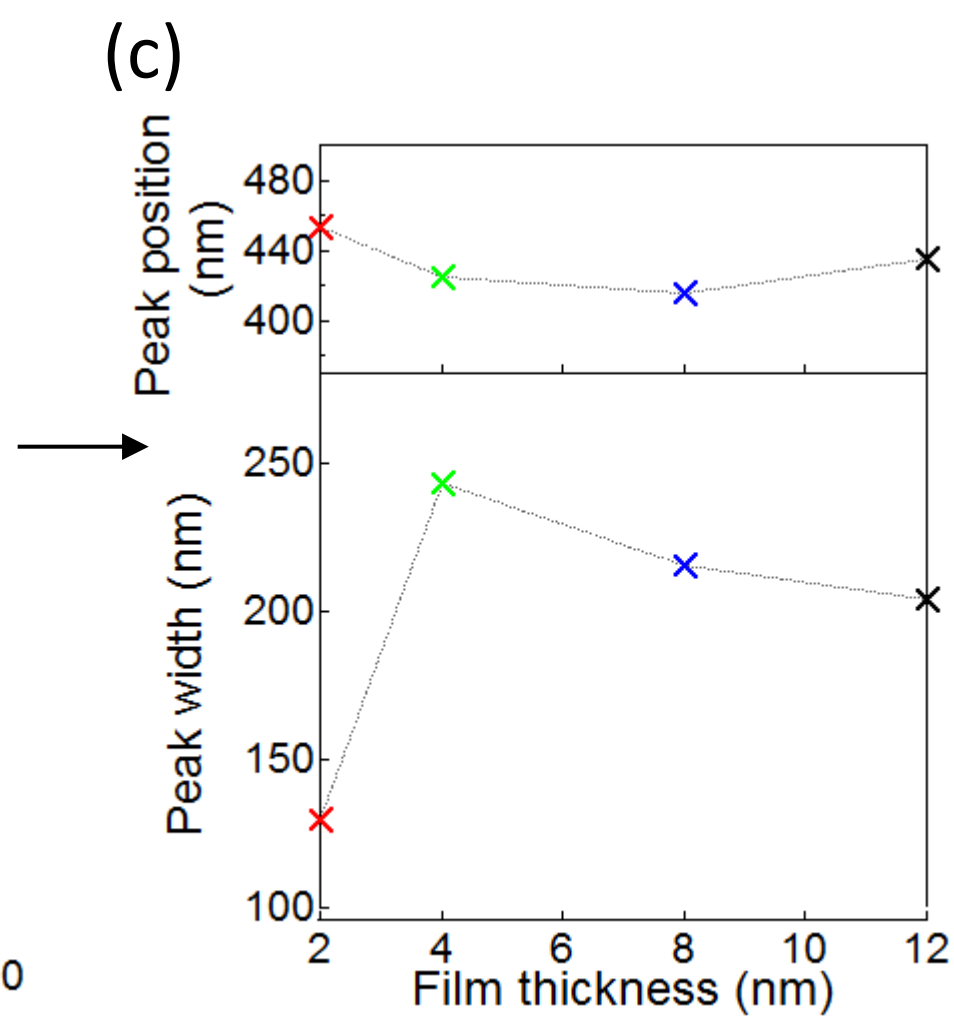 (c)
Peak position
(nm)
480
440
400
Peak width (nm)
250
200
150
100
2 4 6 8 10 12
Film thickness (nm)
0